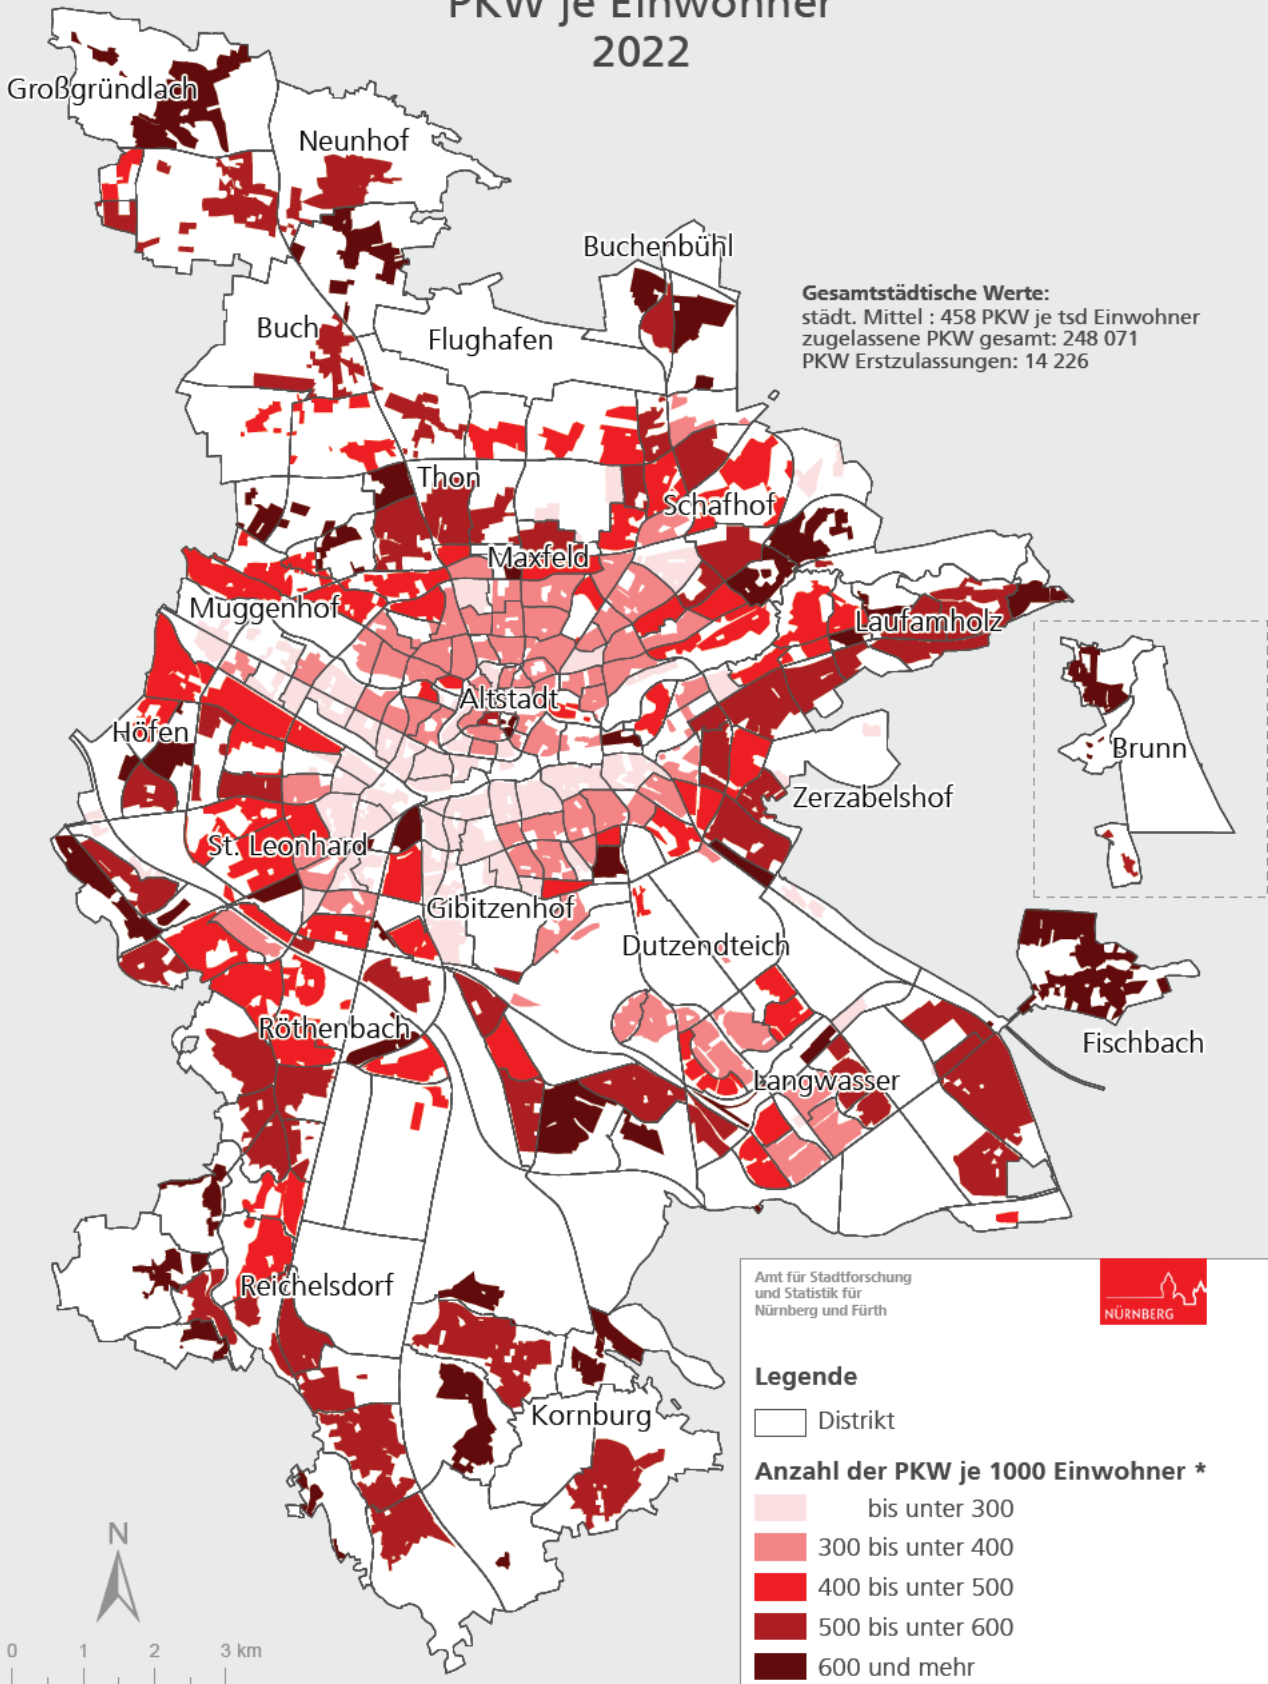 PKW je Einwohner
2022
Großgründlach
Neunhof
Buchenbühl
Gesamtstädtische Werte:
städt. Mittel : 458 PKW je tsd Einwohner
zugelassene PKW gesamt: 248 071
PKW Erstzulassungen: 14 226
Buch
Flughafen
Thon
Schafhof
Maxfeld
Muggenhof
Laufamholz
Altstadt
Höfen
Brunn
Zerzabelshof
St. Leonhard
Gibitzenhof
Dutzendteich
Röthenbach
Fischbach
Langwasser
Reichelsdorf
Kornburg
Amt für Stadtforschung
und Statistik für
Nürnberg und Fürth
NÜRNBERG
Legende
Distrikt
Anzahl der PKW je 1000 Einwohner *
bis unter 300
300 bis unter 400
400 bis unter 500
500 bis unter 600
600 und mehr
N
0 1 2 3 km